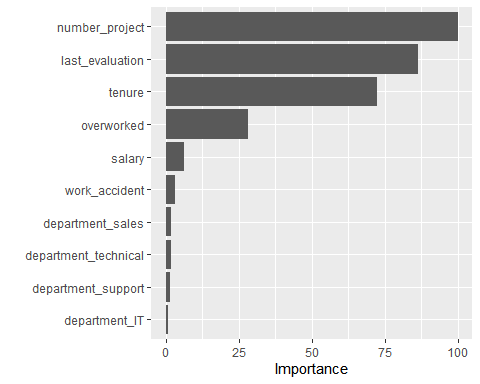 number_project
last_evaluation
tenure
overworked
salary
work_accident
department_sales
department_technical
department_support
department_IT
0 25 50 75 100
Importance